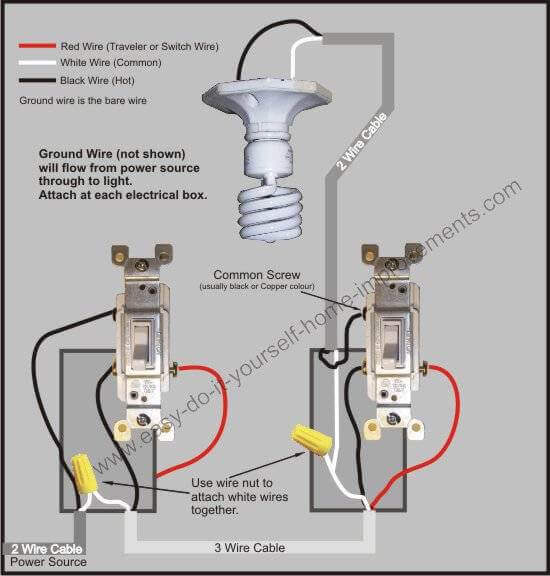 Red Wire (Traveler or Switch Wire)
White Wire (Common)
Black Wire (Hot)
Ground wire is the bare wire
Ground Wire (not shown)
will flow from power source
through to light.
Attach at each electrical box.
2 Wire Cable
Common Screw
(usually black or Copper colour)
www.easy-do-it-yourself-home-improvements.com
Use wire nut to
attach white wires
together.
2 Wire Cable
Power Source
3 Wire Cable